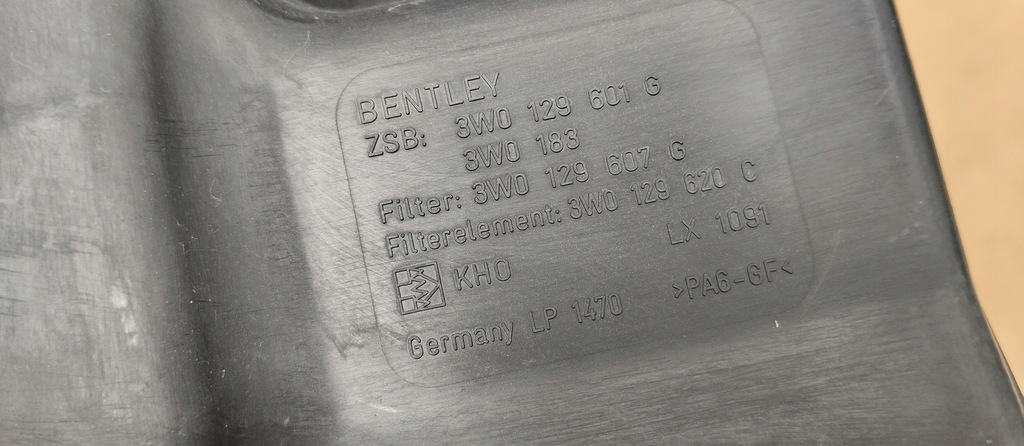 BENTLEY
ZSB: 3W0 129 601 G
3W0 183
Filter: 3W0 129 607 G
Filterelement: 3W0 129 620 C
LX 1091
KHO
Germany LP 1470 >PA6-GF<